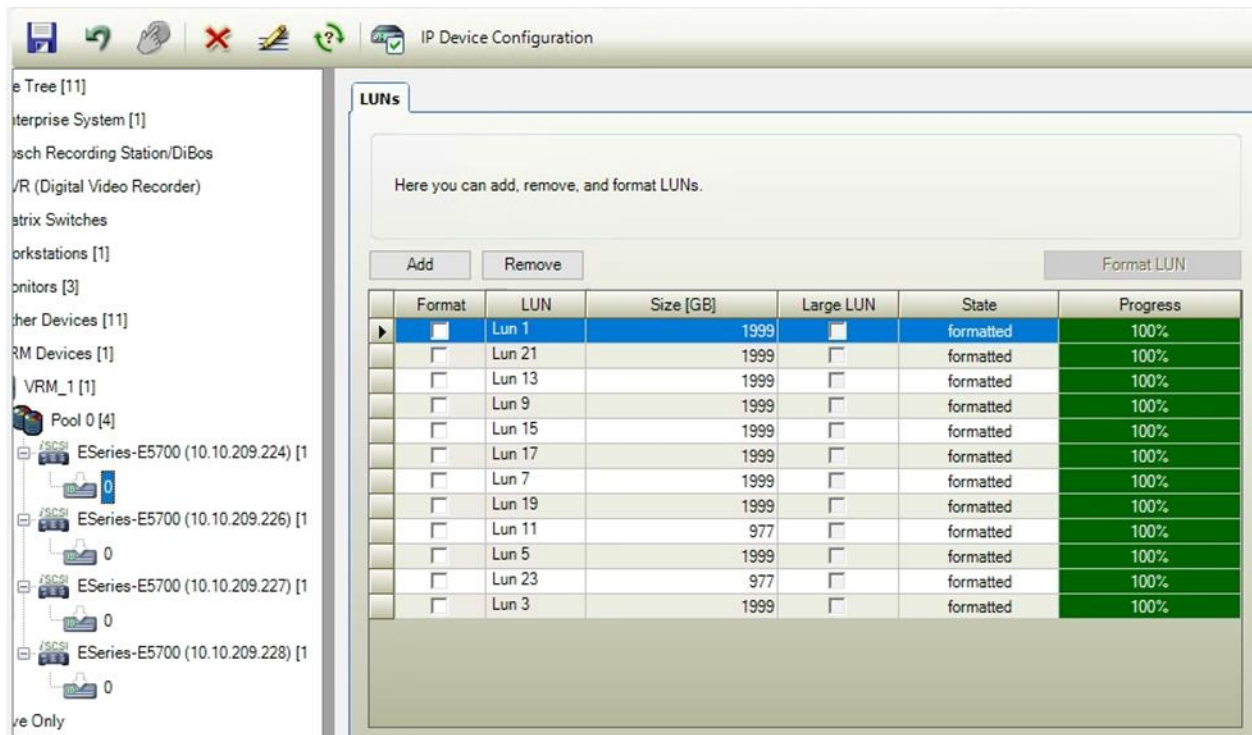 IP Device Configuration
e Tree [11]
terprise System [1]
osch Recording Station/DiBos
VR (Digital Video Recorder)
atrix Switches
orkstations [1]
onitors [3]
ther Devices [11]
RM Devices [1]
VRM_1 [1]
Pool 0 [4]
iSCSI ESeries-E5700 (10.10.209.224) [1
0
iSCSI ESeries-E5700 (10.10.209.226) [1
0
iSCSI ESeries-E5700 (10.10.209.227) [1
0
iSCSI ESeries-E5700 (10.10.209.228) [1
0
ve Only
LUNs
Here you can add, remove, and format LUNs.
Add Remove Format LUN
Format LUN Size [GB] Large LUN State Progress
Lun 1 1999 formatted 100%
Lun 21 1999 formatted 100%
Lun 13 1999 formatted 100%
Lun 9 1999 formatted 100%
Lun 15 1999 formatted 100%
Lun 17 1999 formatted 100%
Lun 7 1999 formatted 100%
Lun 19 1999 formatted 100%
Lun 11 977 formatted 100%
Lun 5 1999 formatted 100%
Lun 23 977 formatted 100%
Lun 3 1999 formatted 100%